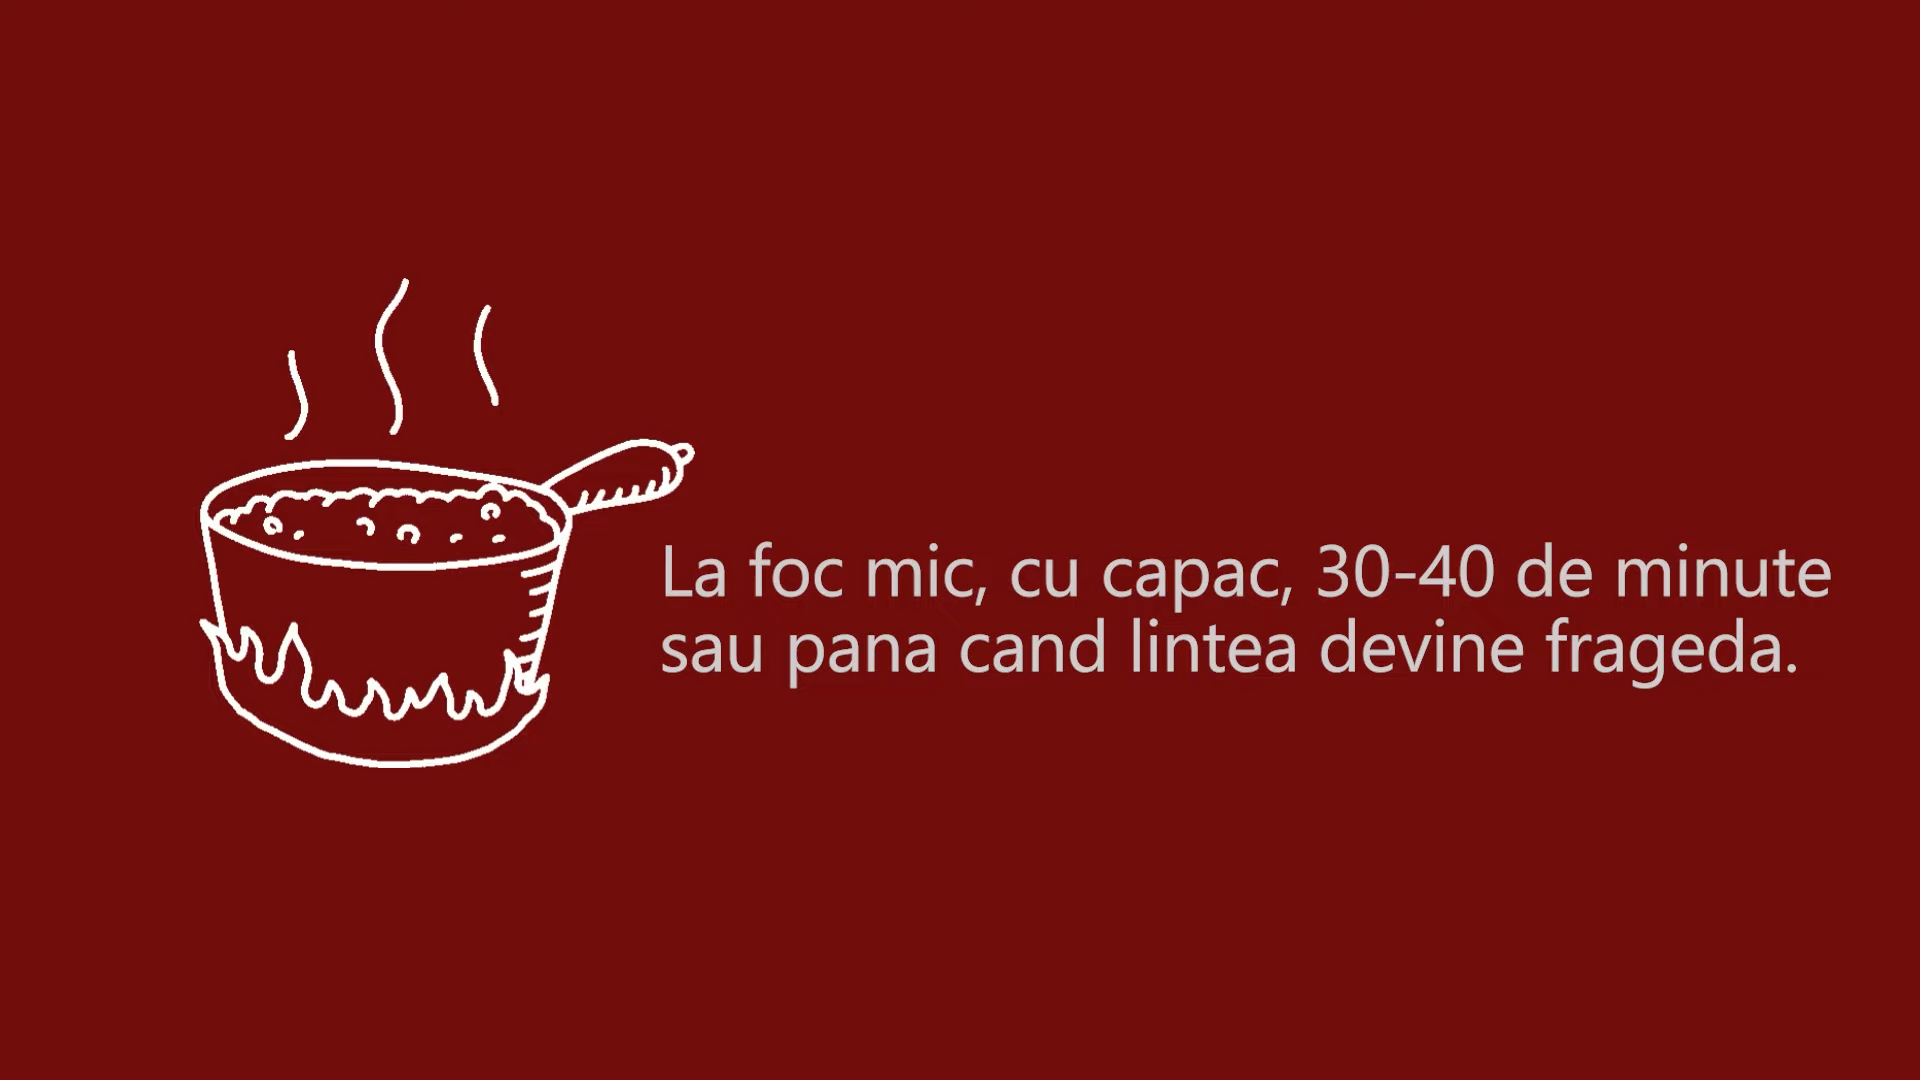 La foc mic, cu capac, 30-40 de minute
sau pana cand lintea devine frageda.